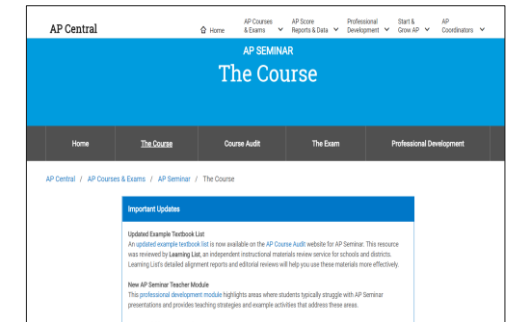 AP Central
Home
AP Courses & Exams
AP Score Reports & Data
Professional Development
Start & Grow AP
AP Coordinators
AP SEMINAR
The Course
Home The Course Course Audit The Exam Professional Development
AP Central / AP Courses & Exams / AP Seminar / The Course
Important Updates
Updated Example Textbook List
An updated example textbook list is now available on the AP Course Audit website for AP Seminar. This resource
was reviewed by Learning List, an independent instructional materials review service for schools and districts.
Learning List's detailed alignment reports and editorial reviews will help you use these materials more effectively.
New AP Seminar Teacher Module
This professional development module highlights areas where students typically struggle with AP Seminar
presentations and provides teaching strategies and example activities that address these areas.